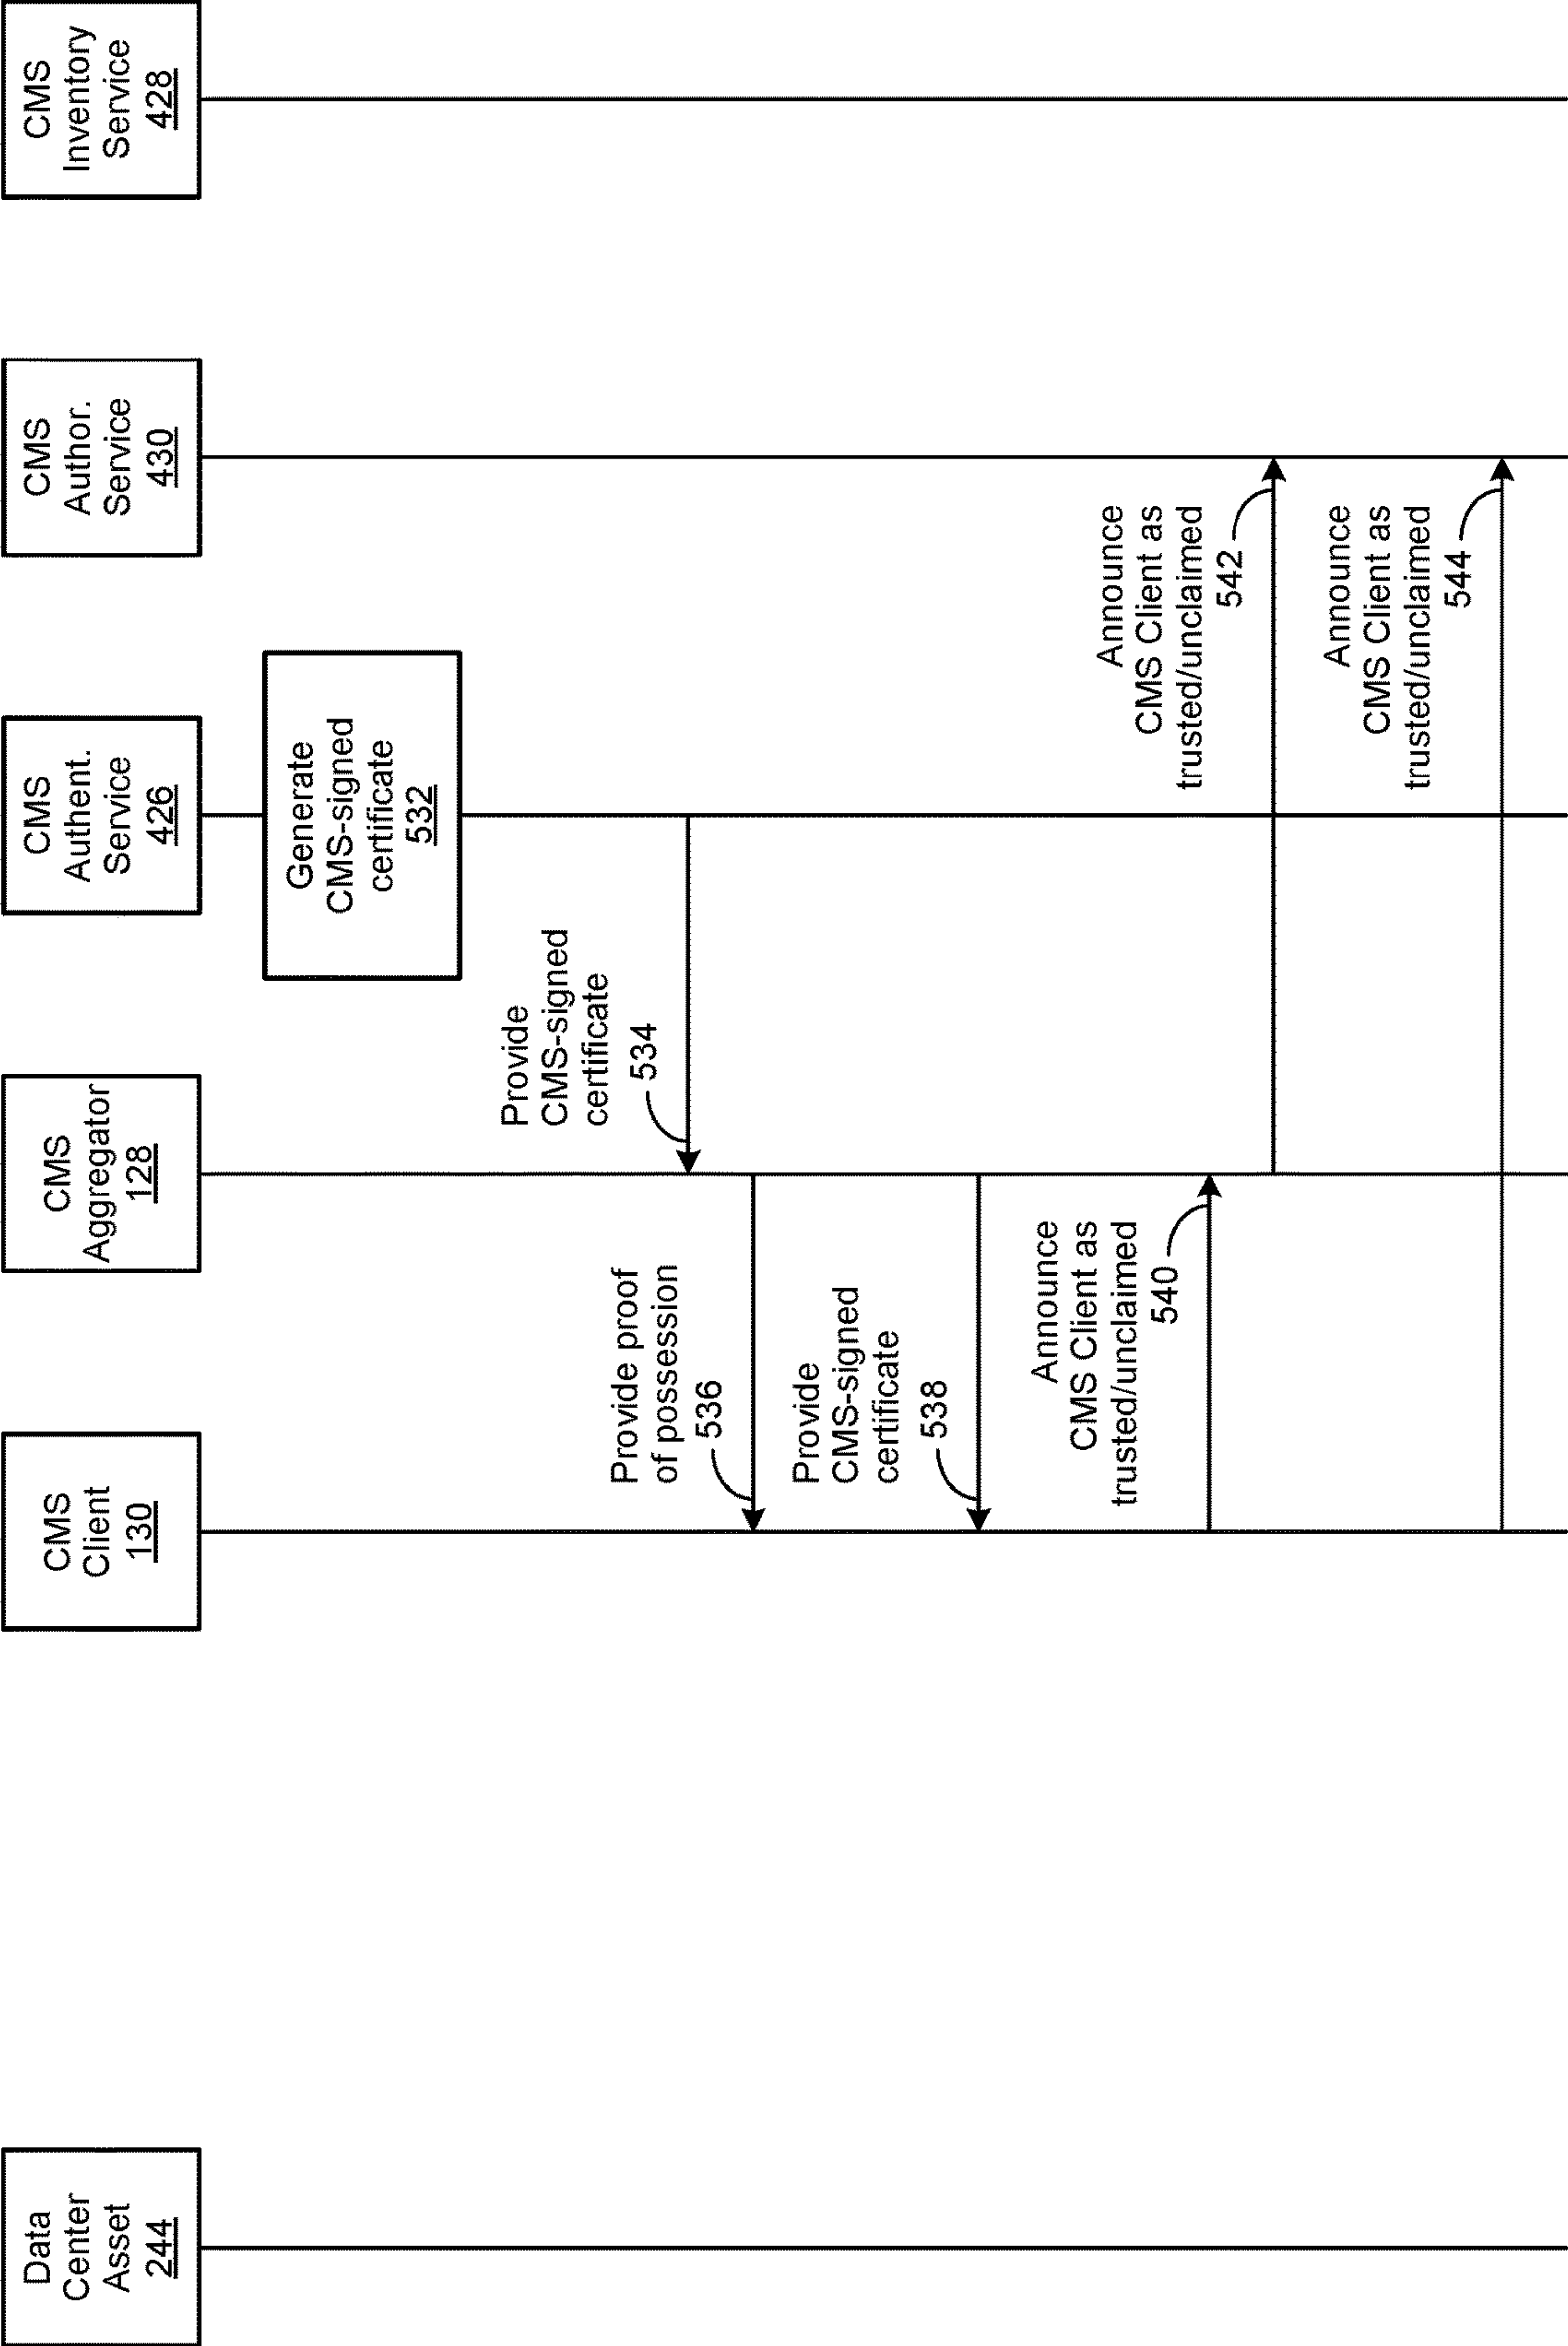 Data
Center
Asset
244
CMS
Client
130
CMS
Aggregator
128
CMS
Authent.
Service
426
CMS
Author.
Service
430
CMS
Inventory
Service
428
Generate
CMS-signed
certificate
532
Provide
CMS-signed
certificate
534
Provide proof
of possession
536
Provide
CMS-signed
certificate
538
Announce
CMS Client as
trusted/unclaimed
540
Announce
CMS Client as
trusted/unclaimed
542
Announce
CMS Client as
trusted/unclaimed
544